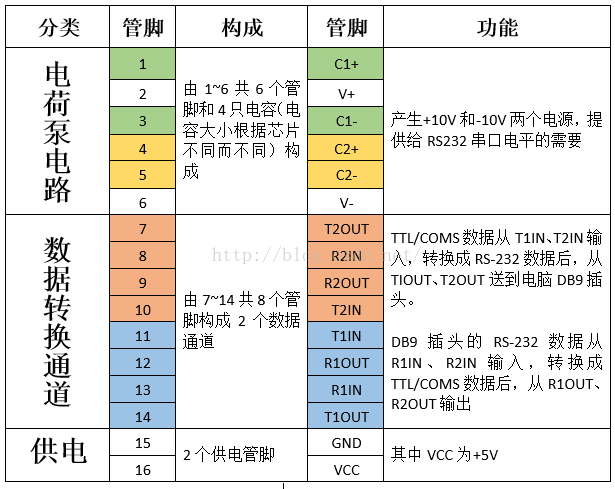 分类 管脚 构成 管脚 功能
电荷泵电路
1 C1+
2 V+
3 C1-
4 C2+
5 C2-
6 V-
由 1~6 共 6 个管
脚和 4 只电容（电
容大小根据芯片
不同而不同）构
成
产生+10V 和-10V 两个电源，提
供给 RS232 串口电平的需要
数据转换通道
7 T2OUT
8 R2IN
9 R2OUT
10 T2IN
11 T1IN
12 R1OUT
13 R1IN
14 T1OUT
由 7~14 共 8 个管
脚构成 2 个数据
通道
TTL/COMS 数据从 T1IN、T2IN 输
入，转换成 RS-232 数据后，从
TIOUT、T2OUT 送到电脑 DB9 插
头。
DB9 插头的 RS-232 数据从
R1IN、R2IN 输入，转换成
TTL/COMS 数据后，从 R1OUT、
R2OUT 输出
供电
15 GND
16 VCC
2 个供电管脚
其中 VCC 为+5V